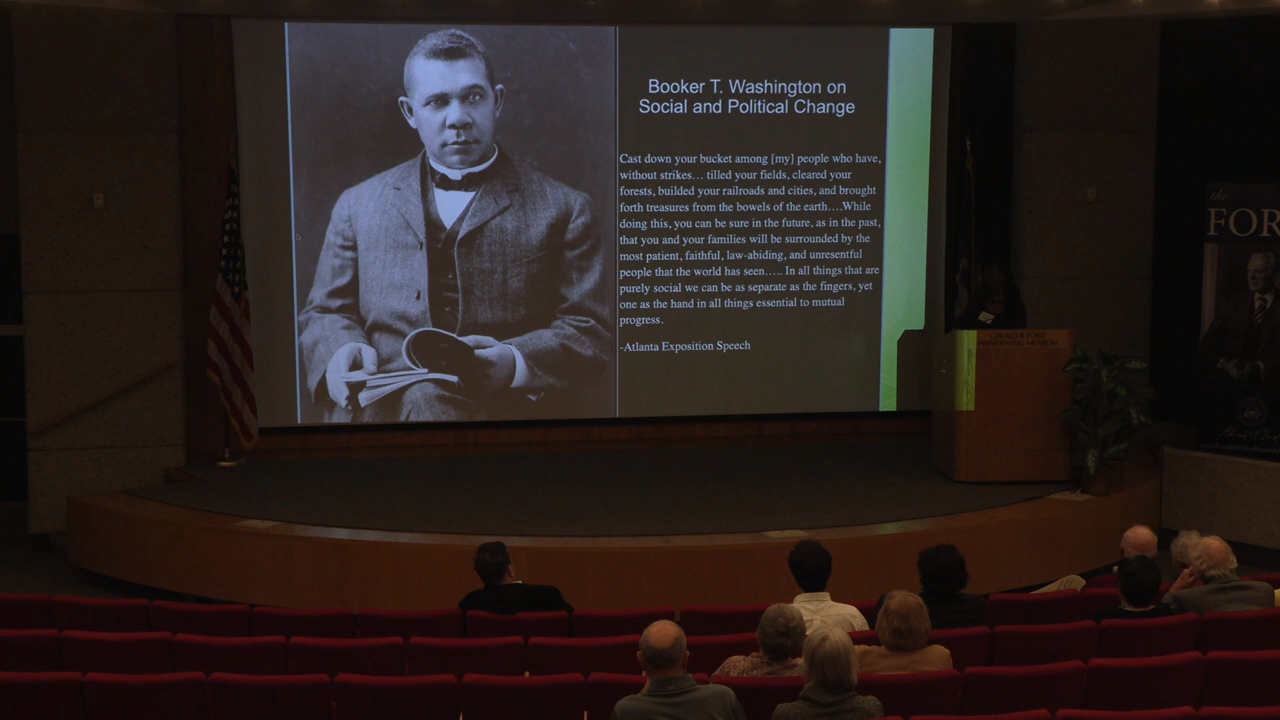 Booker T. Washington on
Social and Political Change
Cast down your bucket among [my] people who have,
without strikes… tilled your fields, cleared your
forests, builded your railroads and cities, and brought
forth treasures from the bowels of the earth….While
doing this, you can be sure in the future, as in the past,
that you and your families will be surrounded by the
most patient, faithful, law-abiding, and unresentful
people that the world has seen….. In all things that are
purely social we can be as separate as the fingers, yet
one as the hand in all things essential to mutual
progress.
-Atlanta Exposition Speech
GERALD R. FORD
PRESIDENTIAL MUSEUM
the
FOR